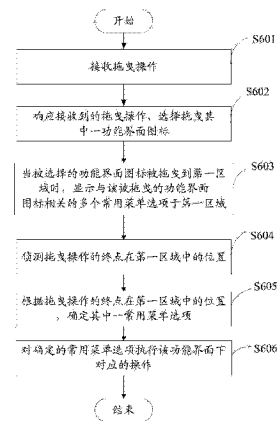 开始
S601
接收拖曳操作
S602
响应接收到的拖曳操作、选择拖曳其
中一功能界面图标
S603
当被选择的功能界面图标被拖到第一区
域时，显示与该被拖曳的功能界面
图标相关的多个常用菜单选项于第一区域
S604
侦测拖曳操作的终点在第一区域中的位置
S605
根据拖曳操作的终点在第一区域中的位置
，确定其中一常用菜单选项
S606
对确定的常用菜单选项执行该功能界面下
对应的操作
结束